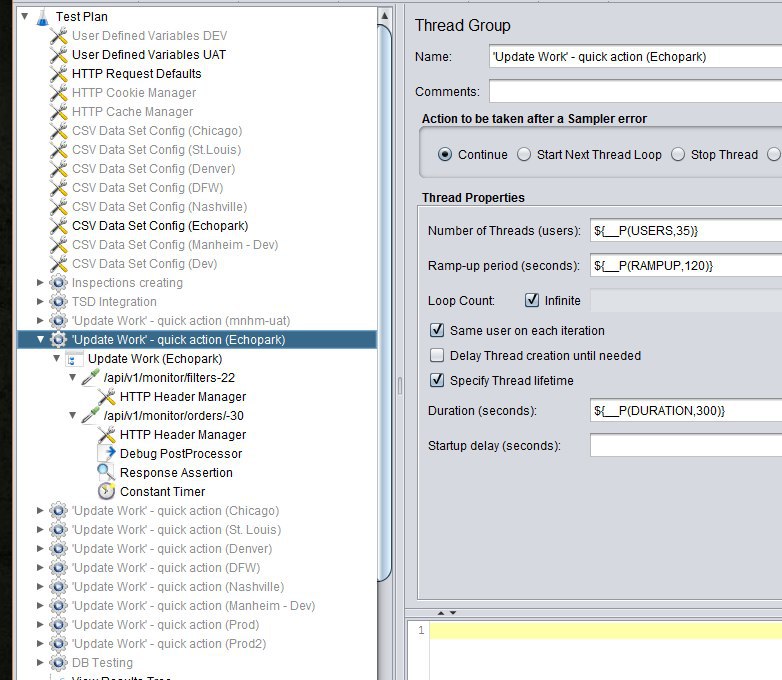 Test Plan
User Defined Variables DEV
User Defined Variables UAT
HTTP Request Defaults
HTTP Cookie Manager
HTTP Cache Manager
CSV Data Set Config (Chicago)
CSV Data Set Config (St.Louis)
CSV Data Set Config (Denver)
CSV Data Set Config (DFW)
CSV Data Set Config (Nashville)
CSV Data Set Config (Echopark)
CSV Data Set Config (Manheim - Dev)
CSV Data Set Config (Dev)
Inspections creating
TSD Integration
'Update Work' - quick action (mnhm-uat)
'Update Work' - quick action (Echopark)
Update Work (Echopark)
/api/v1/monitor/filters-22
HTTP Header Manager
/api/v1/monitor/orders/-30
HTTP Header Manager
Debug PostProcessor
Response Assertion
Constant Timer
'Update Work' - quick action (Chicago)
'Update Work' - quick action (St. Louis)
'Update Work' - quick action (Denver)
'Update Work' - quick action (DFW)
'Update Work' - quick action (Nashville)
'Update Work' - quick action (Manheim - Dev)
'Update Work' - quick action (Prod)
'Update Work' - quick action (Prod2)
DB Testing
View Results Tree
Thread Group
Name: 'Update Work' - quick action (Echopark)
Comments:
Action to be taken after a Sampler error
Continue Start Next Thread Loop Stop Thread
Thread Properties
Number of Threads (users): ${__P(USERS,35)}
Ramp-up period (seconds): ${__P(RAMPUP,120)}
Loop Count: Infinite
Same user on each iteration
Delay Thread creation until needed
Specify Thread lifetime
Duration (seconds): ${__P(DURATION,300)}
Startup delay (seconds):
1